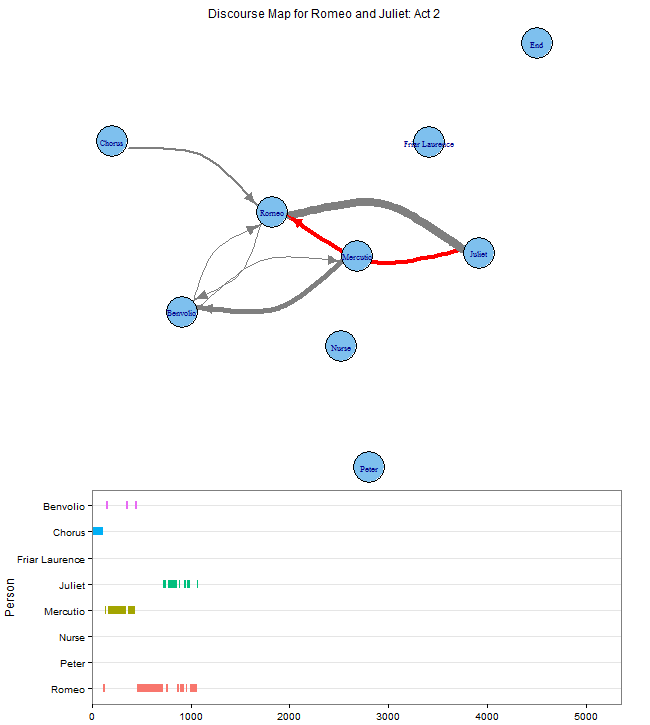 Discourse Map for Romeo and Juliet: Act 2
End
Chorus
Friar Laurence
Romeo
Mercutio
Juliet
Benvolio
Nurse
Peter
Person
Benvolio
Chorus
Friar Laurence
Juliet
Mercutio
Nurse
Peter
Romeo
0 1000 2000 3000 4000 5000